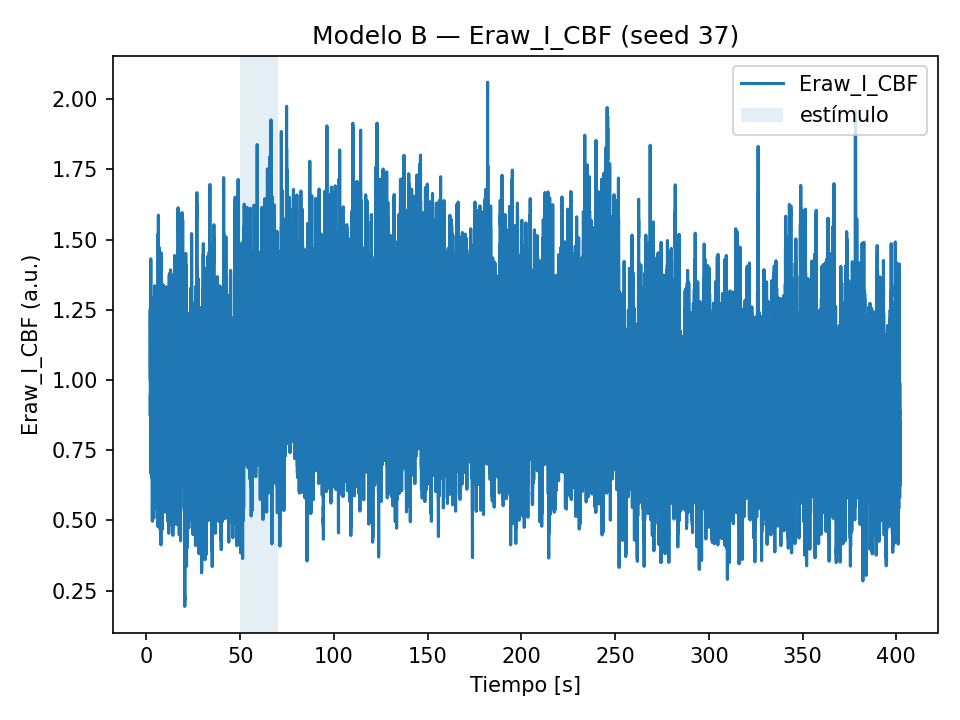 Modelo B — Eraw_I_CBF (seed 37)
Eraw_I_CBF
estímulo
2.00
1.75
1.50
1.25
1.00
0.75
0.50
0.25
Eraw_I_CBF (a.u.)
0 50 100 150 200 250 300 350 400
Tiempo [s]